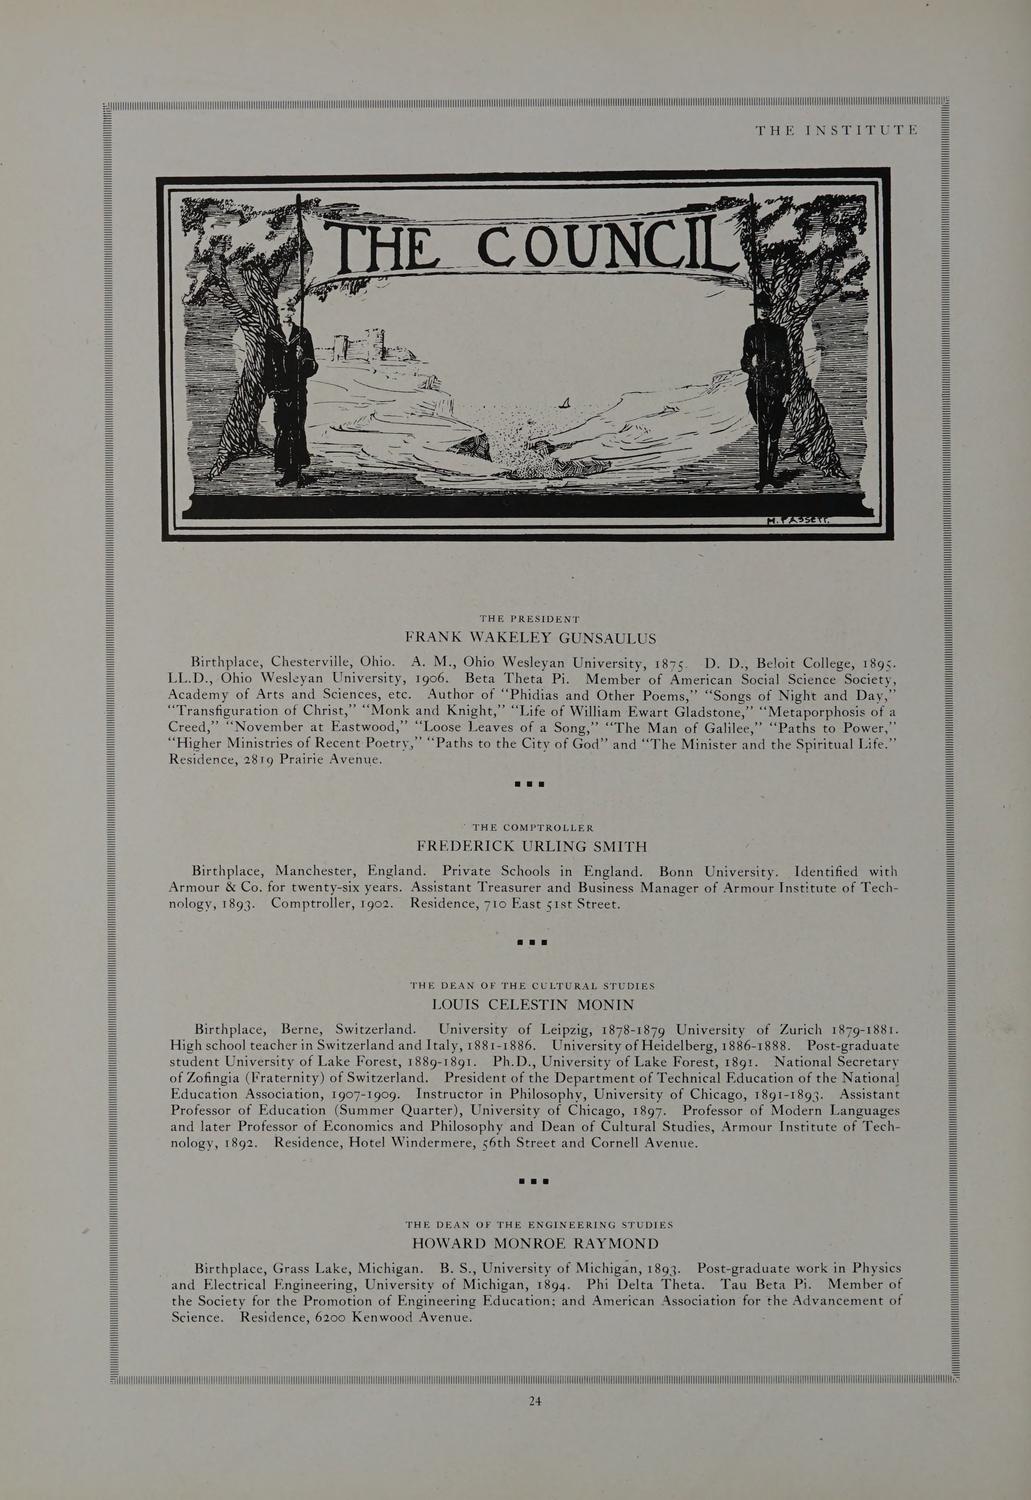 THE INSTITUTE
THE COUNCIL
H. FASSETT.
THE PRESIDENT
FRANK WAKELEY GUNSAULUS
Birthplace, Chesterville, Ohio. A. M., Ohio Wesleyan University, 1875. D. D., Beloit College, 1895.
LL.D., Ohio Wesleyan University, 1906. Beta Theta Pi. Member of American Social Science Society,
Academy of Arts and Sciences, etc. Author of “Phidias and Other Poems,” “Songs of Night and Day,”
“Transfiguration of Christ,” “Monk and Knight,” “Life of William Ewart Gladstone,” “Metaporphosis of a
Creed,” “November at Eastwood,” “Loose Leaves of a Song,” “The Man of Galilee,” “Paths to Power,”
“Higher Ministries of Recent Poetry,” “Paths to the City of God” and “The Minister and the Spiritual Life.”
Residence, 2819 Prairie Avenue.
THE COMPTROLLER
FREDERICK URLING SMITH
Birthplace, Manchester, England. Private Schools in England. Bonn University. Identified with
Armour & Co. for twenty-six years. Assistant Treasurer and Business Manager of Armour Institute of Tech-
nology, 1893. Comptroller, 1902. Residence, 710 East 51st Street.
THE DEAN OF THE CULTURAL STUDIES
LOUIS CELESTIN MONIN
Birthplace, Berne, Switzerland. University of Leipzig, 1878-1879 University of Zurich 1879-1881.
High school teacher in Switzerland and Italy, 1881-1886. University of Heidelberg, 1886-1888. Post-graduate
student University of Lake Forest, 1889-1891. Ph.D., University of Lake Forest, 1891. National Secretary
of Zofingia (Fraternity) of Switzerland. President of the Department of Technical Education of the National
Education Association, 1907-1909. Instructor in Philosophy, University of Chicago, 1891-1893. Assistant
Professor of Education (Summer Quarter), University of Chicago, 1897. Professor of Modern Languages
and later Professor of Economics and Philosophy and Dean of Cultural Studies, Armour Institute of Tech-
nology, 1892. Residence, Hotel Windermere, 56th Street and Cornell Avenue.
THE DEAN OF THE ENGINEERING STUDIES
HOWARD MONROE RAYMOND
Birthplace, Grass Lake, Michigan. B. S., University of Michigan, 1893. Post-graduate work in Physics
and Electrical Engineering, University of Michigan, 1894. Phi Delta Theta. Tau Beta Pi. Member of
the Society for the Promotion of Engineering Education; and American Association for the Advancement of
Science. Residence, 6200 Kenwood Avenue.
24